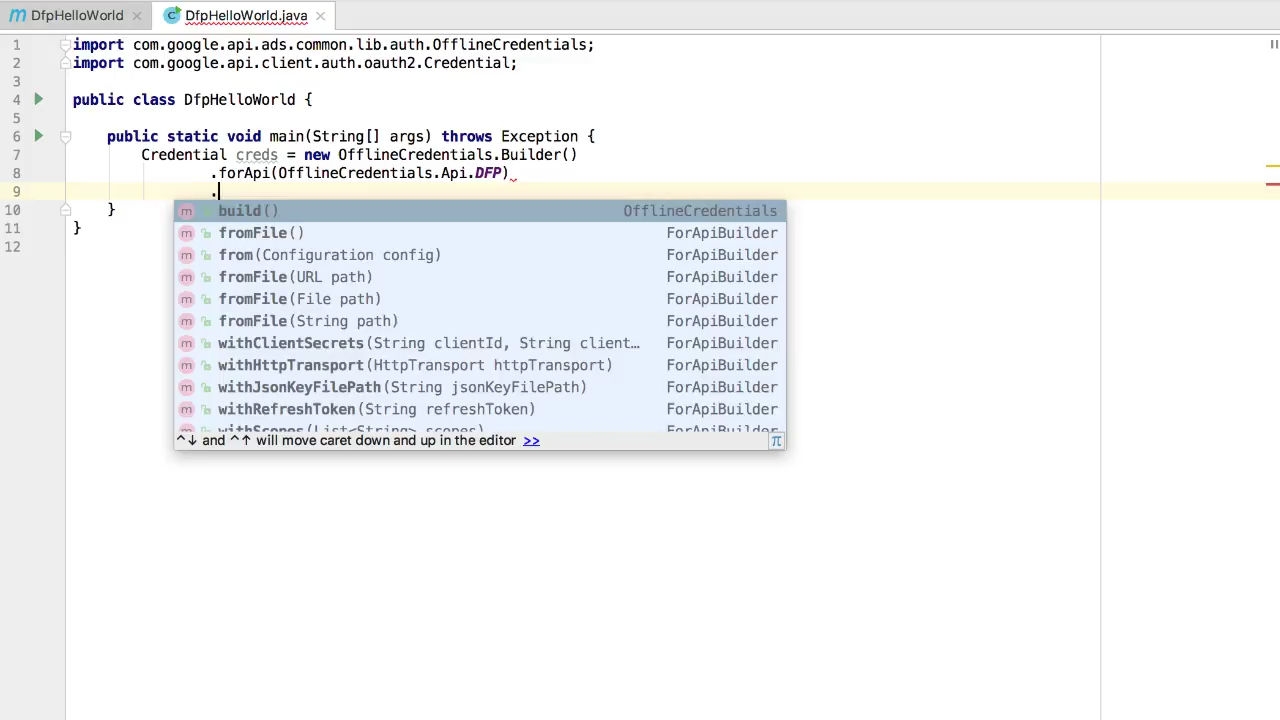 DfpHelloWorld DfpHelloWorld.java
1 import com.google.api.ads.common.lib.auth.OfflineCredentials;
2 import com.google.api.client.auth.oauth2.Credential;
3
4 public class DfpHelloWorld {
5
6 public static void main(String[] args) throws Exception {
7 Credential creds = new OfflineCredentials.Builder()
8 .forApi(OfflineCredentials.Api.DFP)
9 .
10 }
11 }
12
m build() OfflineCredentials
m fromFile() ForApiBuilder
m from(Configuration config) ForApiBuilder
m fromFile(URL path) ForApiBuilder
m fromFile(File path) ForApiBuilder
m fromFile(String path) ForApiBuilder
m withClientSecrets(String clientId, String client… ForApiBuilder
m withHttpTransport(HttpTransport httpTransport) ForApiBuilder
m withJsonKeyFilePath(String jsonKeyFilePath) ForApiBuilder
m withRefreshToken(String refreshToken) ForApiBuilder
m withScopes(List<String> scopes) ForApiBuilder
^↓ and ^↑ will move caret down and up in the editor >> π